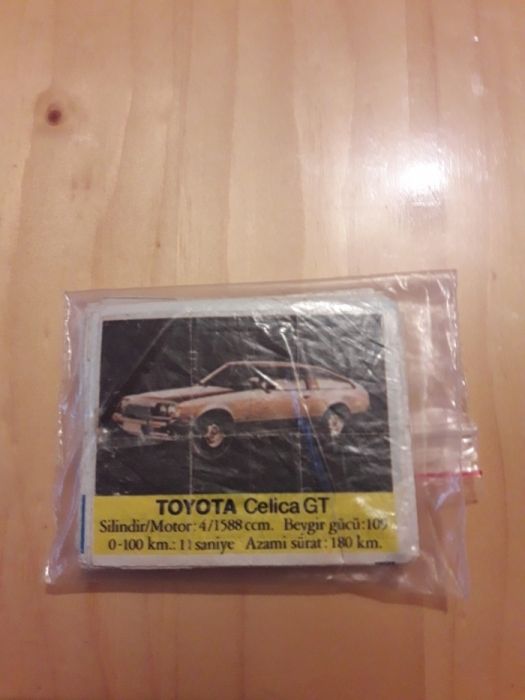 TOYOTA Celica GT
Silindir/Motor: 4/1588 ccm. Beygir gücü: 109
0-100 km.: 11 saniye Azami sürat: 180 km.